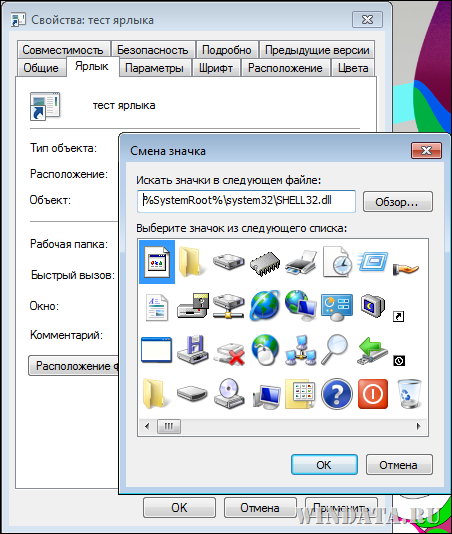 Свойства: тест ярлыка
Совместимость Безопасность Подробно Предыдущие версии
Общие Ярлык Параметры Шрифт Расположение Цвета
тест ярлыка
Тип объекта:
Расположение:
Объект:
Рабочая папка:
Быстрый вызов:
Окно:
Комментарий:
Расположение ф
Смена значка
Искать значки в следующем файле:
%SystemRoot%\system32\SHELL32.dll
Обзор...
Выберите значок из следующего списка:
OK Отмена
OK Отмена Применить
WINDATA.RU